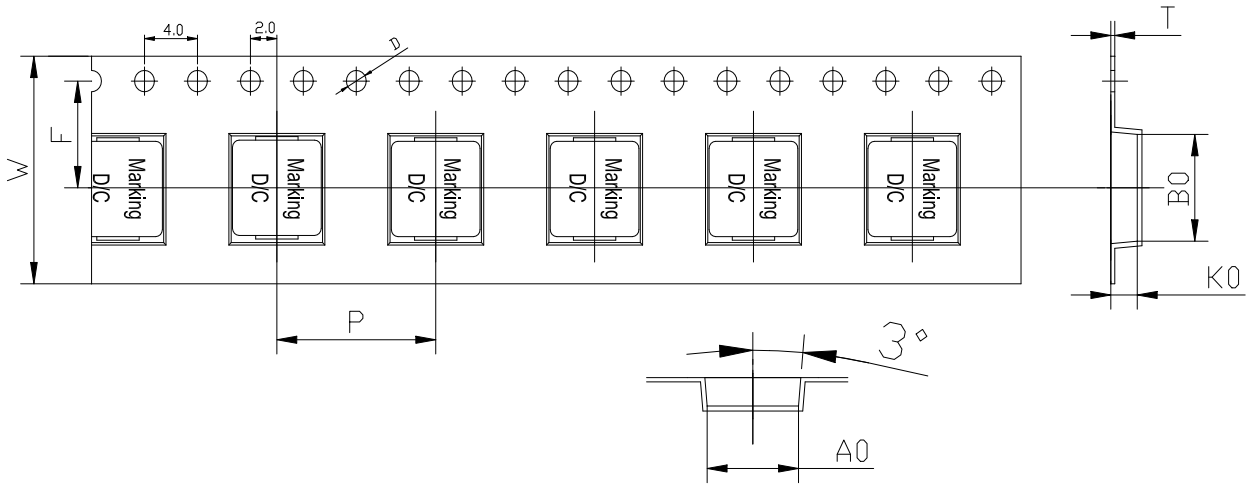 4.0
2.0
D
T
F
W
Marking
D/C
Marking
D/C
Marking
D/C
Marking
D/C
Marking
D/C
Marking
D/C
B0
K0
P
3°
A0